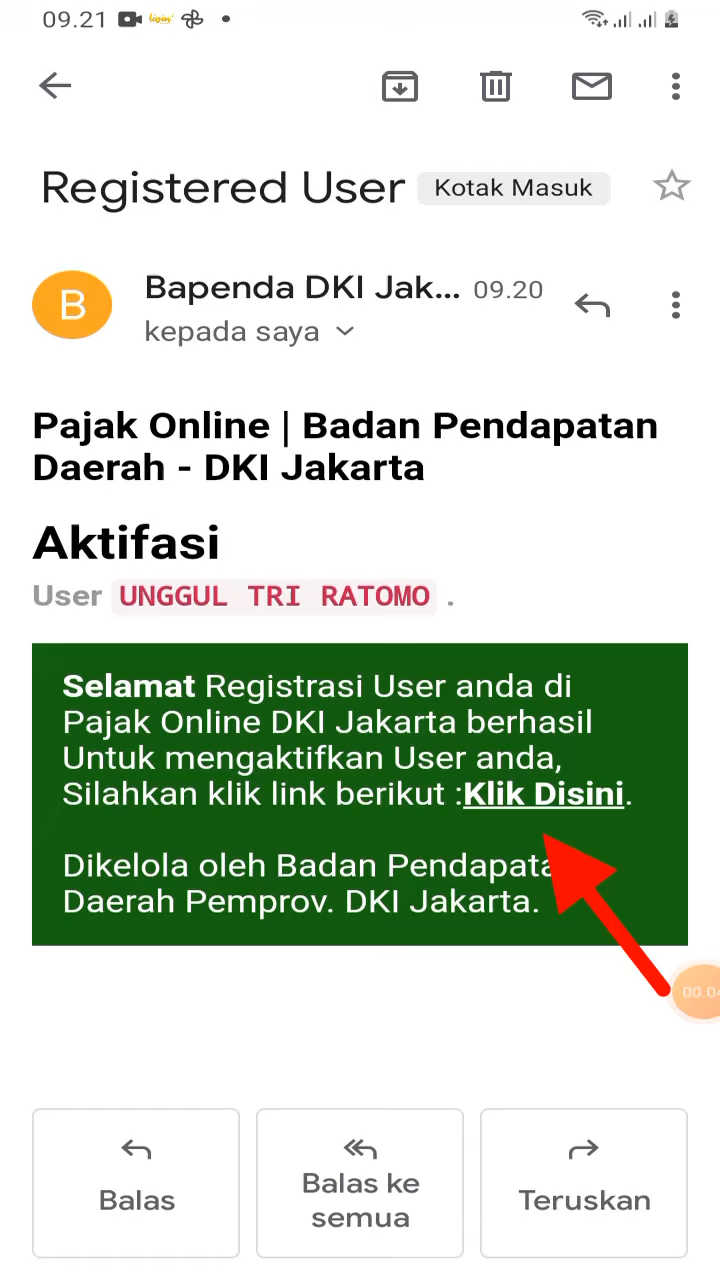 09.21 livin'
Registered User Kotak Masuk
B
Bapenda DKI Jak... 09.20
kepada saya
Pajak Online | Badan Pendapatan
Daerah - DKI Jakarta
Aktifasi
User UNGGUL TRI RATOMO .
Selamat Registrasi User anda di
Pajak Online DKI Jakarta berhasil
Untuk mengaktifkan User anda,
Silahkan klik link berikut :Klik Disini.
Dikelola oleh Badan Pendapata
Daerah Pemprov. DKI Jakarta.
00.04
Balas
Balas ke
semua
Teruskan